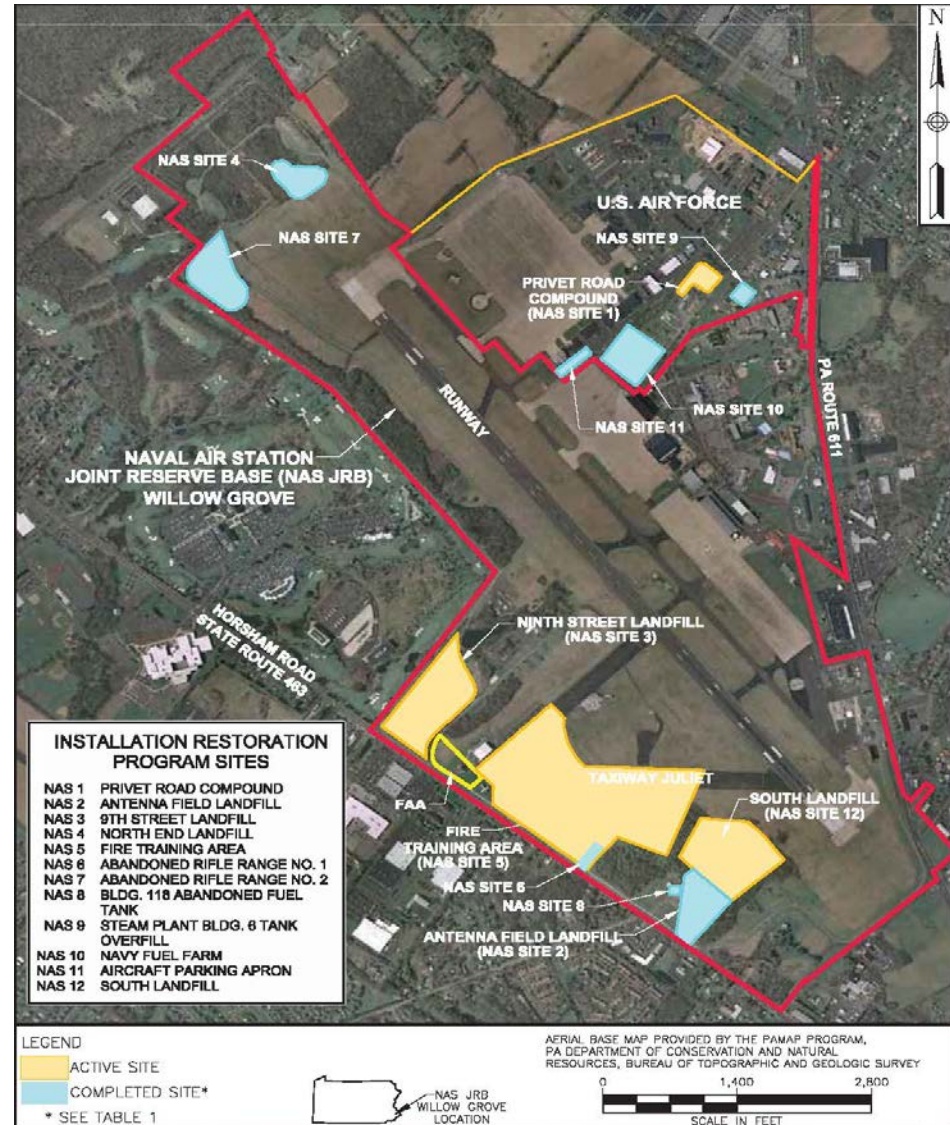 N
NAS SITE 4
NAS SITE 7
U.S. AIR FORCE
NAS SITE 9
PRIVET ROAD
COMPOUND
(NAS SITE 1)
NAS SITE 10
NAS SITE 11
RUNWAY
PA ROUTE 611
NAVAL AIR STATION
JOINT RESERVE BASE (NAS JRB)
WILLOW GROVE
HORSHAM ROAD
STATE ROUTE 463
NINTH STREET LANDFILL
(NAS SITE 3)
TAXIWAY JULIET
SOUTH LANDFILL
(NAS SITE 12)
FAA
FIRE
TRAINING AREA
(NAS SITE 5)
NAS SITE 6
NAS SITE 8
ANTENNA FIELD LANDFILL
(NAS SITE 2)
INSTALLATION RESTORATION
PROGRAM SITES
NAS 1 PRIVET ROAD COMPOUND
NAS 2 ANTENNA FIELD LANDFILL
NAS 3 9TH STREET LANDFILL
NAS 4 NORTH END LANDFILL
NAS 5 FIRE TRAINING AREA
NAS 6 ABANDONED RIFLE RANGE NO. 1
NAS 7 ABANDONED RIFLE RANGE NO. 2
NAS 8 BLDG. 118 ABANDONED FUEL
TANK
NAS 9 STEAM PLANT BLDG. 6 TANK
OVERFILL
NAS 10 NAVY FUEL FARM
NAS 11 AIRCRAFT PARKING APRON
NAS 12 SOUTH LANDFILL
LEGEND
ACTIVE SITE
COMPLETED SITE*
* SEE TABLE 1
NAS JRB
WILLOW GROVE
LOCATION
AERIAL BASE MAP PROVIDED BY THE PAMAP PROGRAM,
PA DEPARTMENT OF CONSERVATION AND NATURAL
RESOURCES, BUREAU OF TOPOGRAPHIC AND GEOLOGIC SURVEY
0 1,400 2,800
SCALE IN FEET